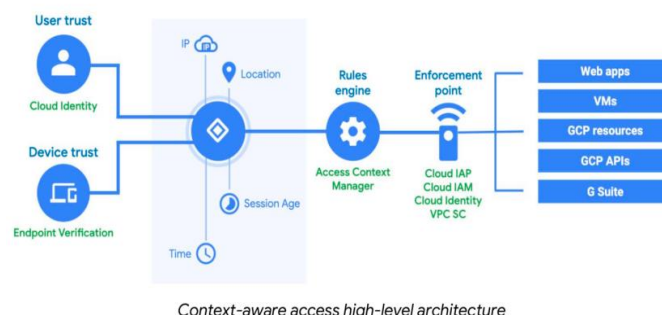 User trust
Cloud Identity
Device trust
Endpoint Verification
IP
IP
Location
Session Age
Time
Rules
engine
Access Context
Manager
Enforcement
point
Cloud IAP
Cloud IAM
Cloud Identity
VPC SC
Web apps
VMs
GCP resources
GCP APIs
G Suite
Context-aware access high-level architecture